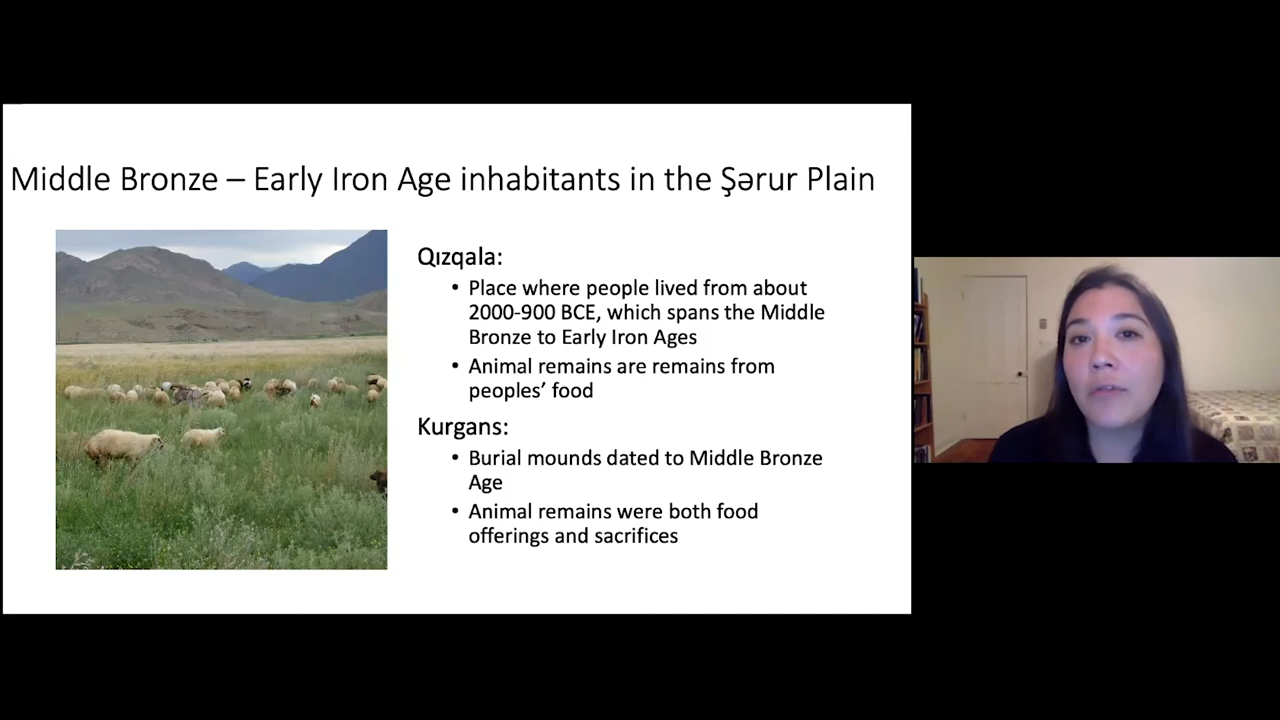 Middle Bronze – Early Iron Age inhabitants in the Şərur Plain
Qızqala:
• Place where people lived from about
2000-900 BCE, which spans the Middle
Bronze to Early Iron Ages
• Animal remains are remains from
peoples’ food
Kurgans:
• Burial mounds dated to Middle Bronze
Age
• Animal remains were both food
offerings and sacrifices